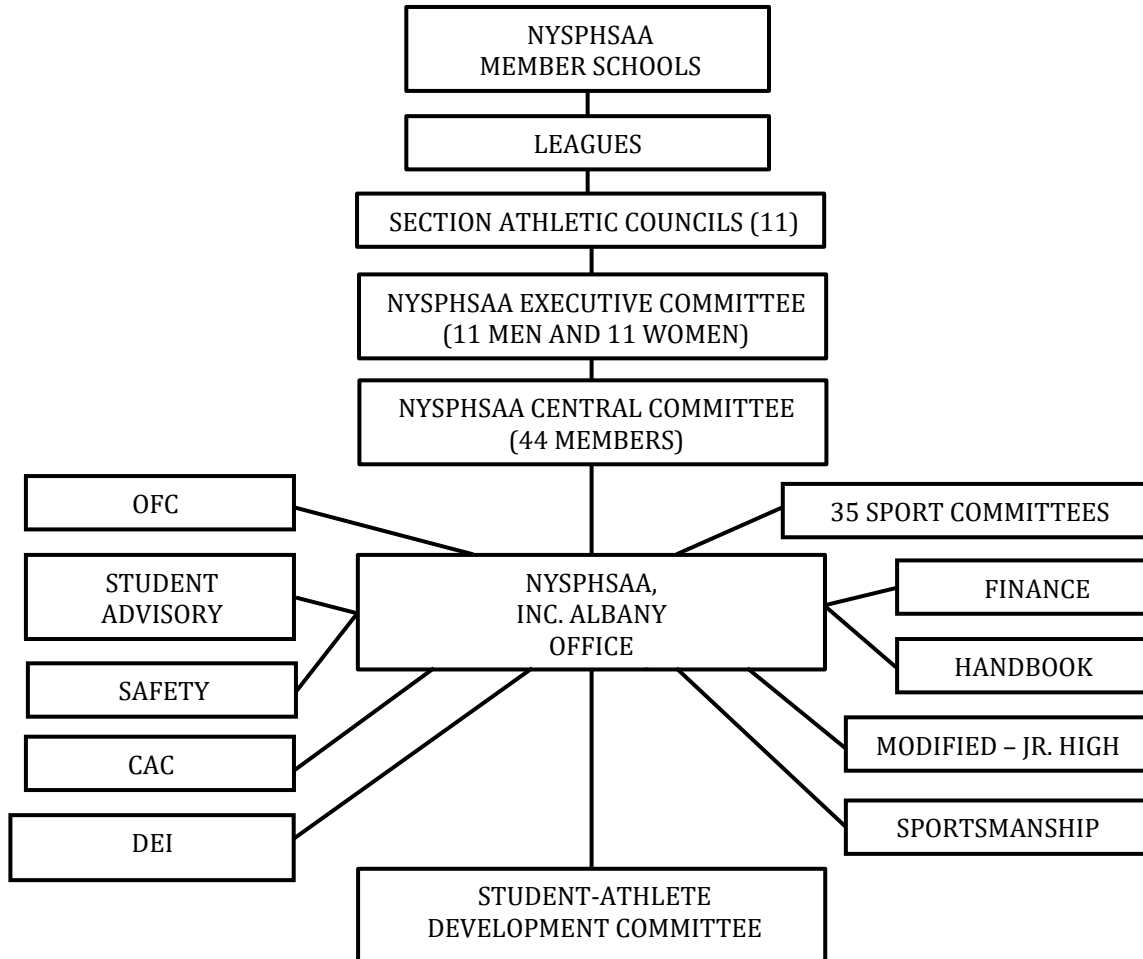 NYSPHSAA
MEMBER SCHOOLS
LEAGUES
SECTION ATHLETIC COUNCILS (11)
NYSPHSAA EXECUTIVE COMMITTEE
(11 MEN AND 11 WOMEN)
NYSPHSAA CENTRAL COMMITTEE
(44 MEMBERS)
OFC
35 SPORT COMMITTEES
STUDENT
ADVISORY
NYSPHSAA,
INC. ALBANY
OFFICE
FINANCE
SAFETY
HANDBOOK
CAC
MODIFIED – JR. HIGH
DEI
SPORTSMANSHIP
STUDENT-ATHLETE
DEVELOPMENT COMMITTEE